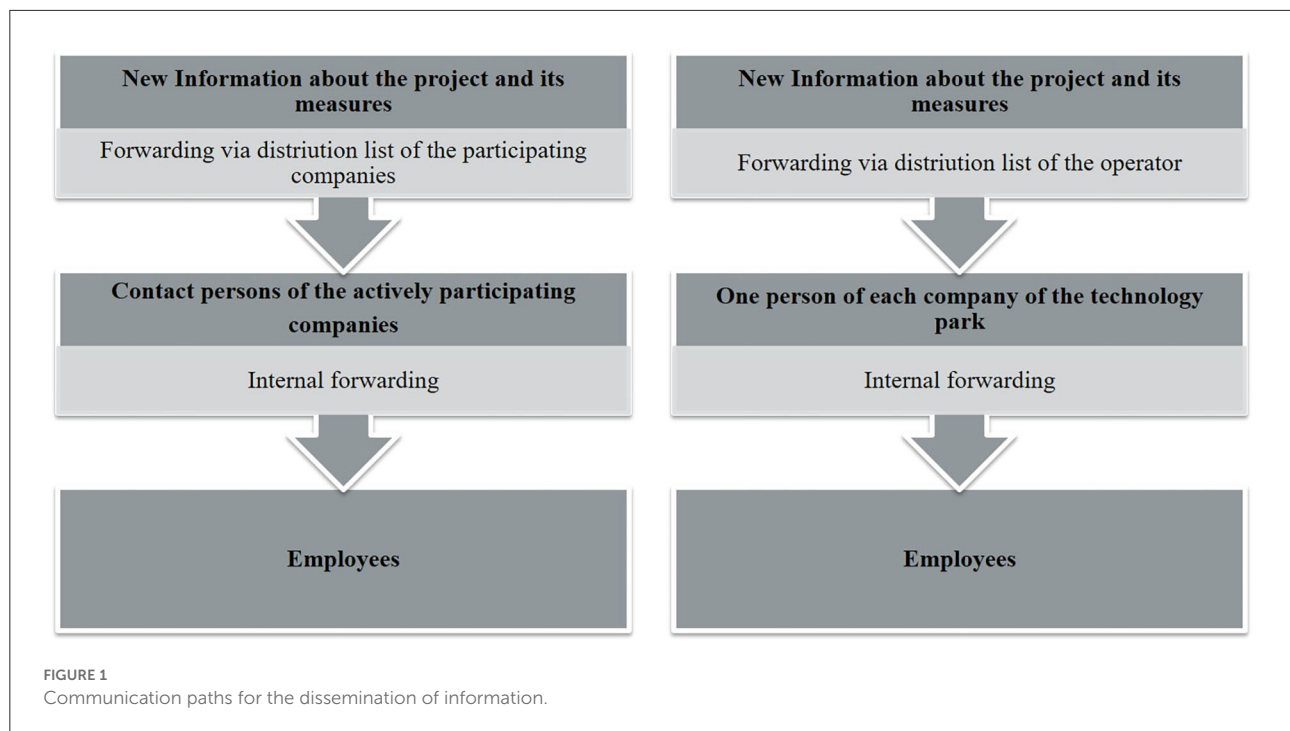 New Information about the project and its
measures
Forwarding via distriution list of the participating
companies
Contact persons of the actively participating
companies
Internal forwarding
Employees
New Information about the project and its
measures
Forwarding via distriution list of the operator
One person of each company of the technology
park
Internal forwarding
Employees
FIGURE 1
Communication paths for the dissemination of information.